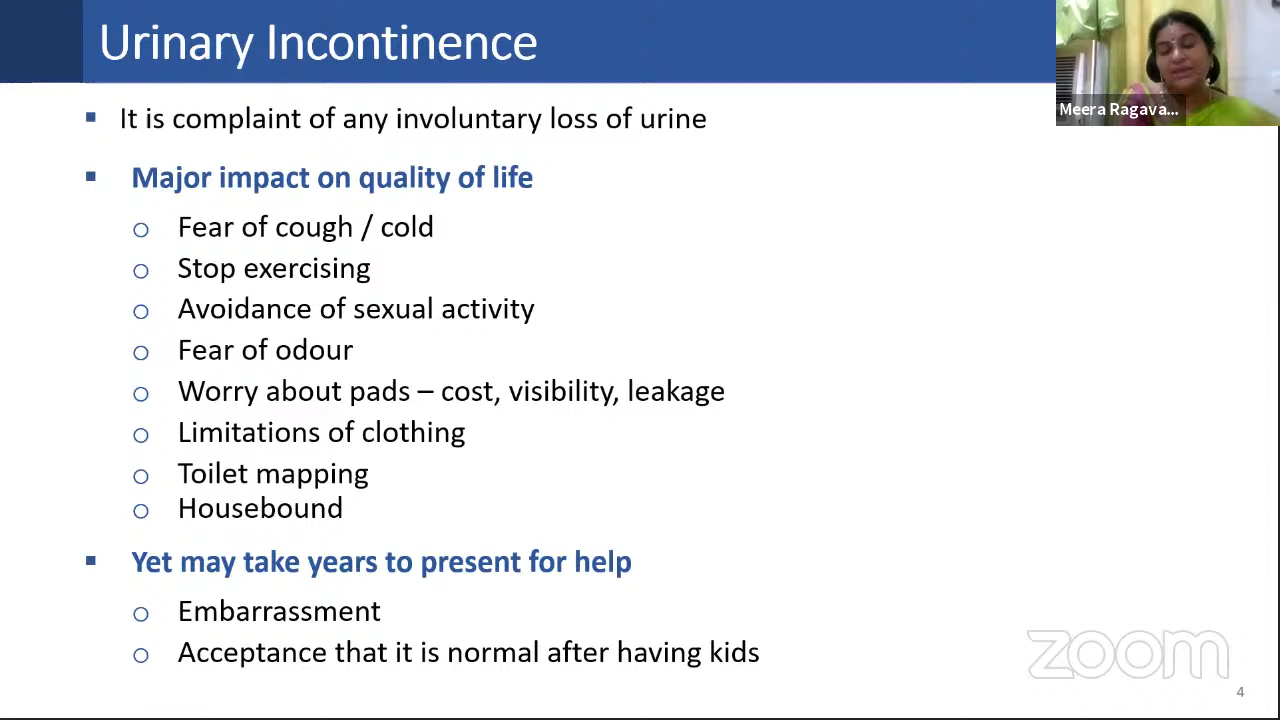 Urinary Incontinence
Meera Ragava...
▪ It is complaint of any involuntary loss of urine
▪ Major impact on quality of life
o Fear of cough / cold
o Stop exercising
o Avoidance of sexual activity
o Fear of odour
o Worry about pads – cost, visibility, leakage
o Limitations of clothing
o Toilet mapping
o Housebound
▪ Yet may take years to present for help
o Embarrassment
o Acceptance that it is normal after having kids
zoom
4